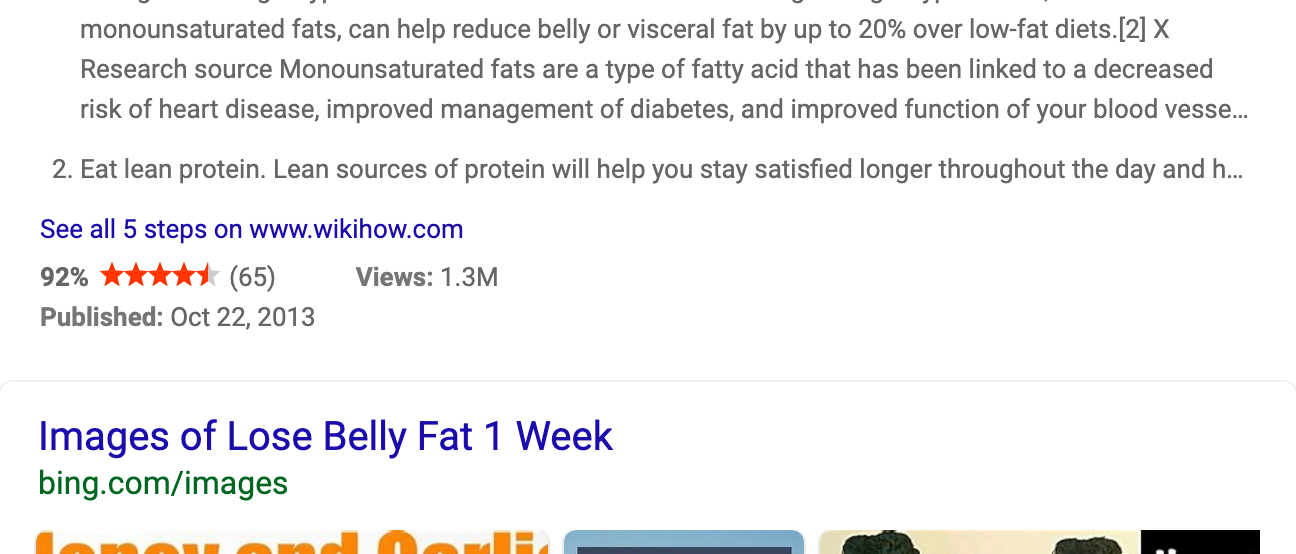 monounsaturated fats, can help reduce belly or visceral fat by up to 20% over low-fat diets.[2] X
Research source Monounsaturated fats are a type of fatty acid that has been linked to a decreased
risk of heart disease, improved management of diabetes, and improved function of your blood vesse...
2. Eat lean protein. Lean sources of protein will help you stay satisfied longer throughout the day and h...
See all 5 steps on www.wikihow.com
92% (65) Views: 1.3M
Published: Oct 22, 2013
Images of Lose Belly Fat 1 Week
bing.com/images